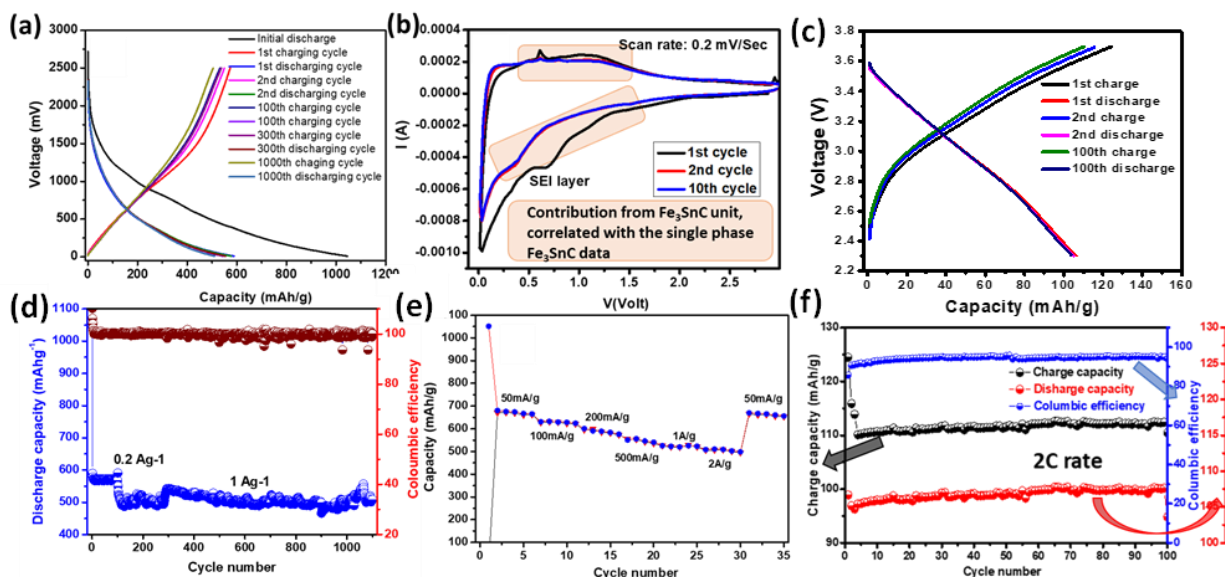 (a)
3000
2500
2000
1500
1000
500
0
Voltage (mV)
Initial discharge
1st charging cycle
1st discharging cycle
2nd charging cycle
2nd discharging cycle
100th charging cycle
100th charging cycle
300th charging cycle
300th discharging cycle
1000th chaging cycle
1000th discharging cycle
0 200 400 600 800 1000 1200
Capacity (mAh/g)
(b)
0.0004
0.0002
0.0000
-0.0002
-0.0004
-0.0006
-0.0008
-0.0010
I (A)
Scan rate: 0.2 mV/Sec
SEI layer
1st cycle
2nd cycle
10th cycle
Contribution from Fe₃SnC unit,
correlated with the single phase
Fe₃SnC data
0.0 0.5 1.0 1.5 2.0 2.5
V(Volt)
(c)
3.8
3.6
3.4
3.2
3.0
2.8
2.6
2.4
2.2
Voltage (V)
1st charge
1st discharge
2nd charge
2nd discharge
100th charge
100th discharge
0 20 40 60 80 100 120 140 160
Capacity (mAh/g)
(d)
1100
1000
900
800
700
600
500
400
Discharge capacity (mAhg⁻¹)
0.2 Ag-1
1 Ag-1
100
80
60
40
20
Coloumbic efficiency
0 200 400 600 800 1000
Cycle number
(e)
1100
1000
900
800
700
600
500
400
300
200
100
Capacity (mAh/g)
50mA/g
100mA/g
200mA/g
500mA/g
1A/g
2A/g
50mA/g
0 5 10 15 20 25 30 35
Cycle number
(f)
130
120
110
100
90
Charge capacity (mAh/g)
Charge capacity
Disharge capacity
Columbic efficiency
2C rate
100
80
60
40
20
0
Columbic efficiency
130
125
120
115
110
105
100
0 10 20 30 40 50 60 70 80 90 100
Cycle number